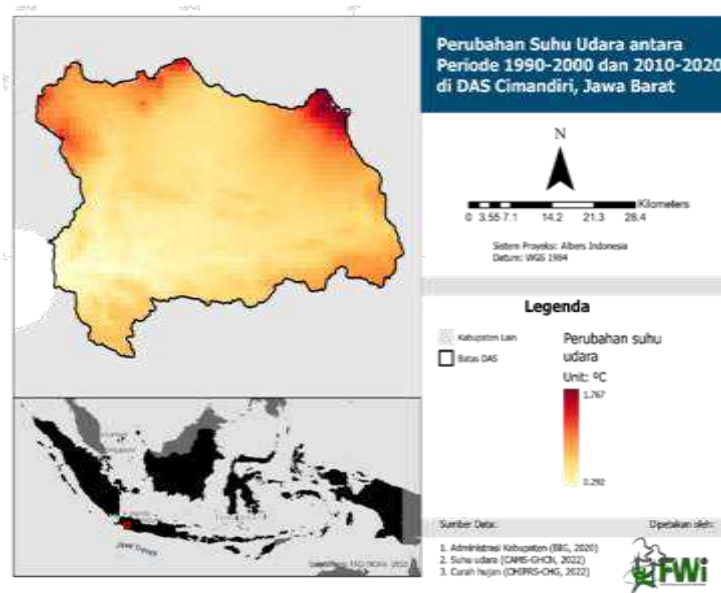 Perubahan Suhu Udara antara
Periode 1990-2000 dan 2010-2020
di DAS Cimandiri, Jawa Barat
N
Kilometers
0 3.55 7.1 14.2 21.3 28.4
Sistem Proyeksi: Albers Indonesia
Datum: WGS 1984
Legenda
Kabupaten Lain
Batas DAS
Perubahan suhu
udara
Unit: ºC
1.767
0.292
Sumber Data:
Dipetakan oleh:
1. Administrasi Kabupaten (BIG, 2020)
2. Suhu udara (CAMS-GHCN, 2022)
3. Curah hujan (CHIPRS-CHG, 2022)
FWi